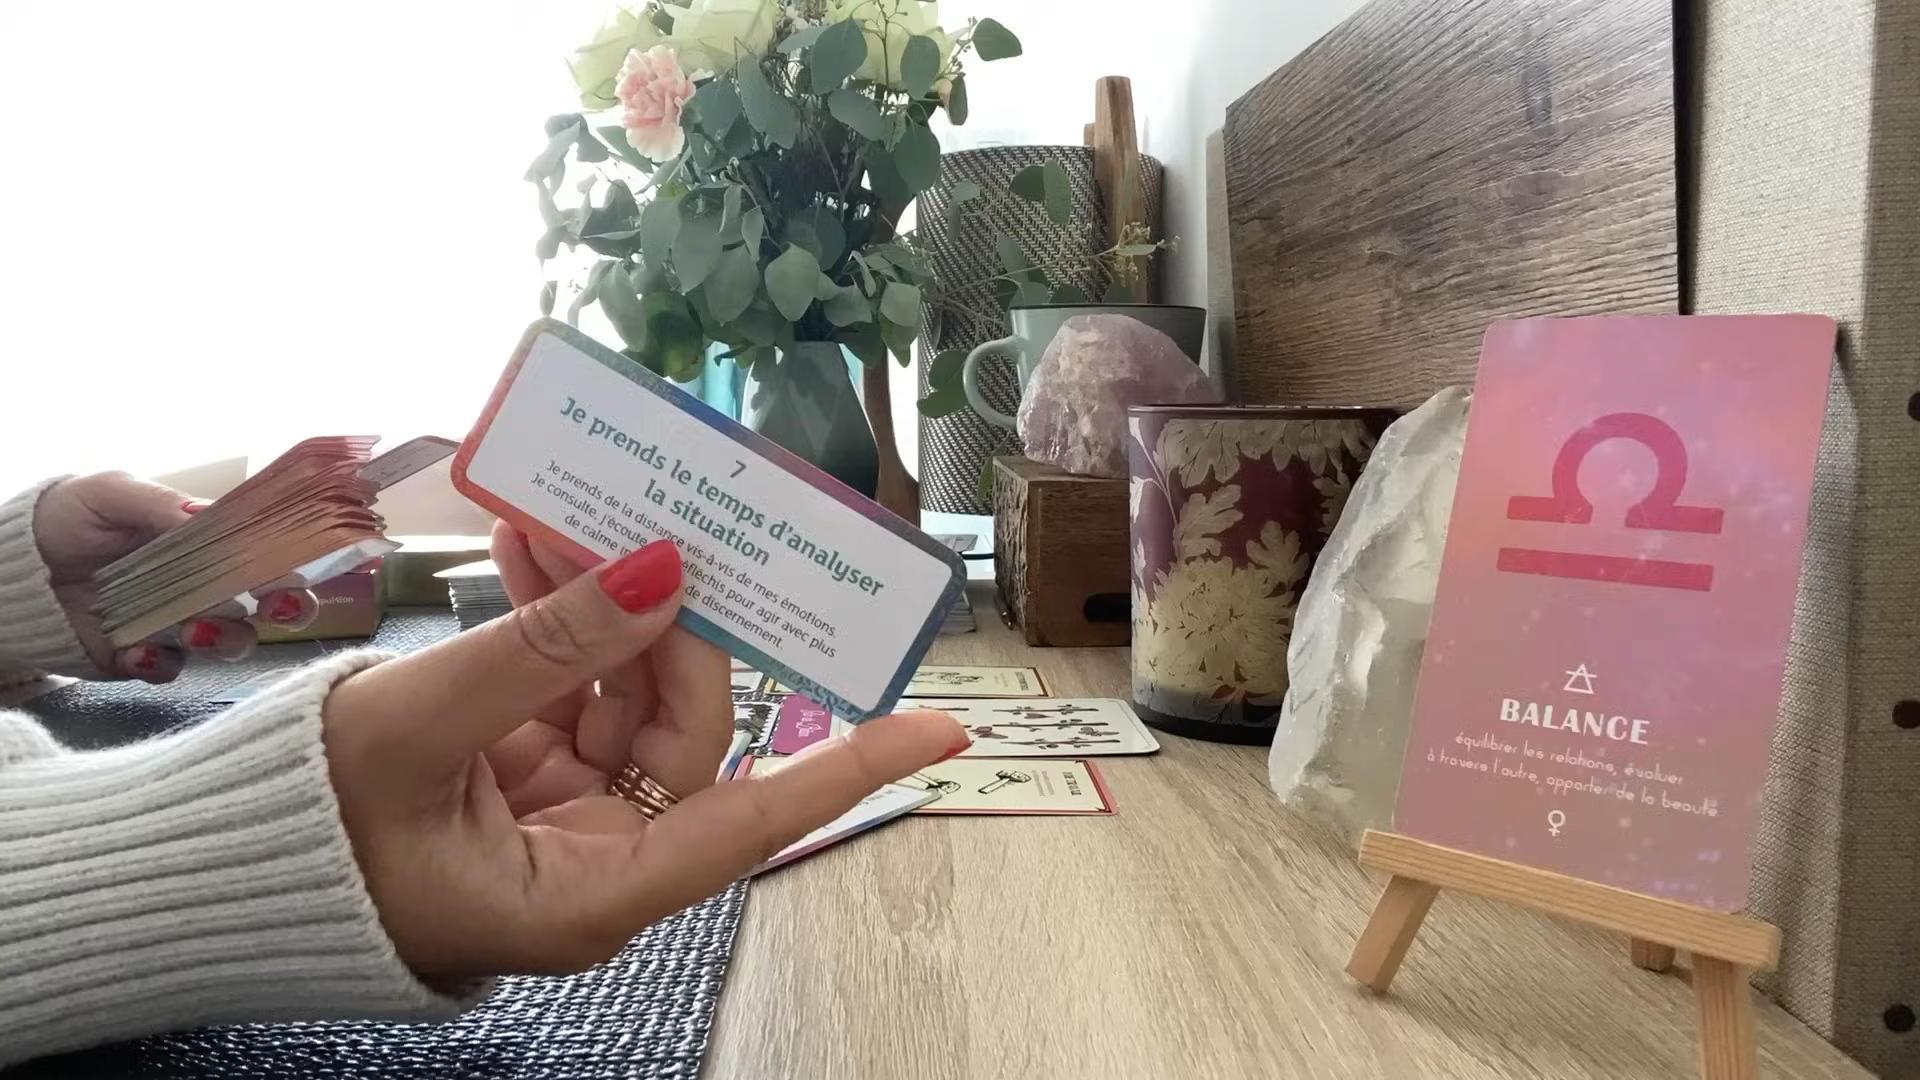 7
Je prends le temps d'analyser
la situation
Je prends de la distance vis-à-vis de mes émotions.
Je consulte, j'écoute réfléchis pour agir avec plus
de calme de discernement.
BALANCE
équilibrer les relations, évoluer
à travers l'autre, apporter de la beauté